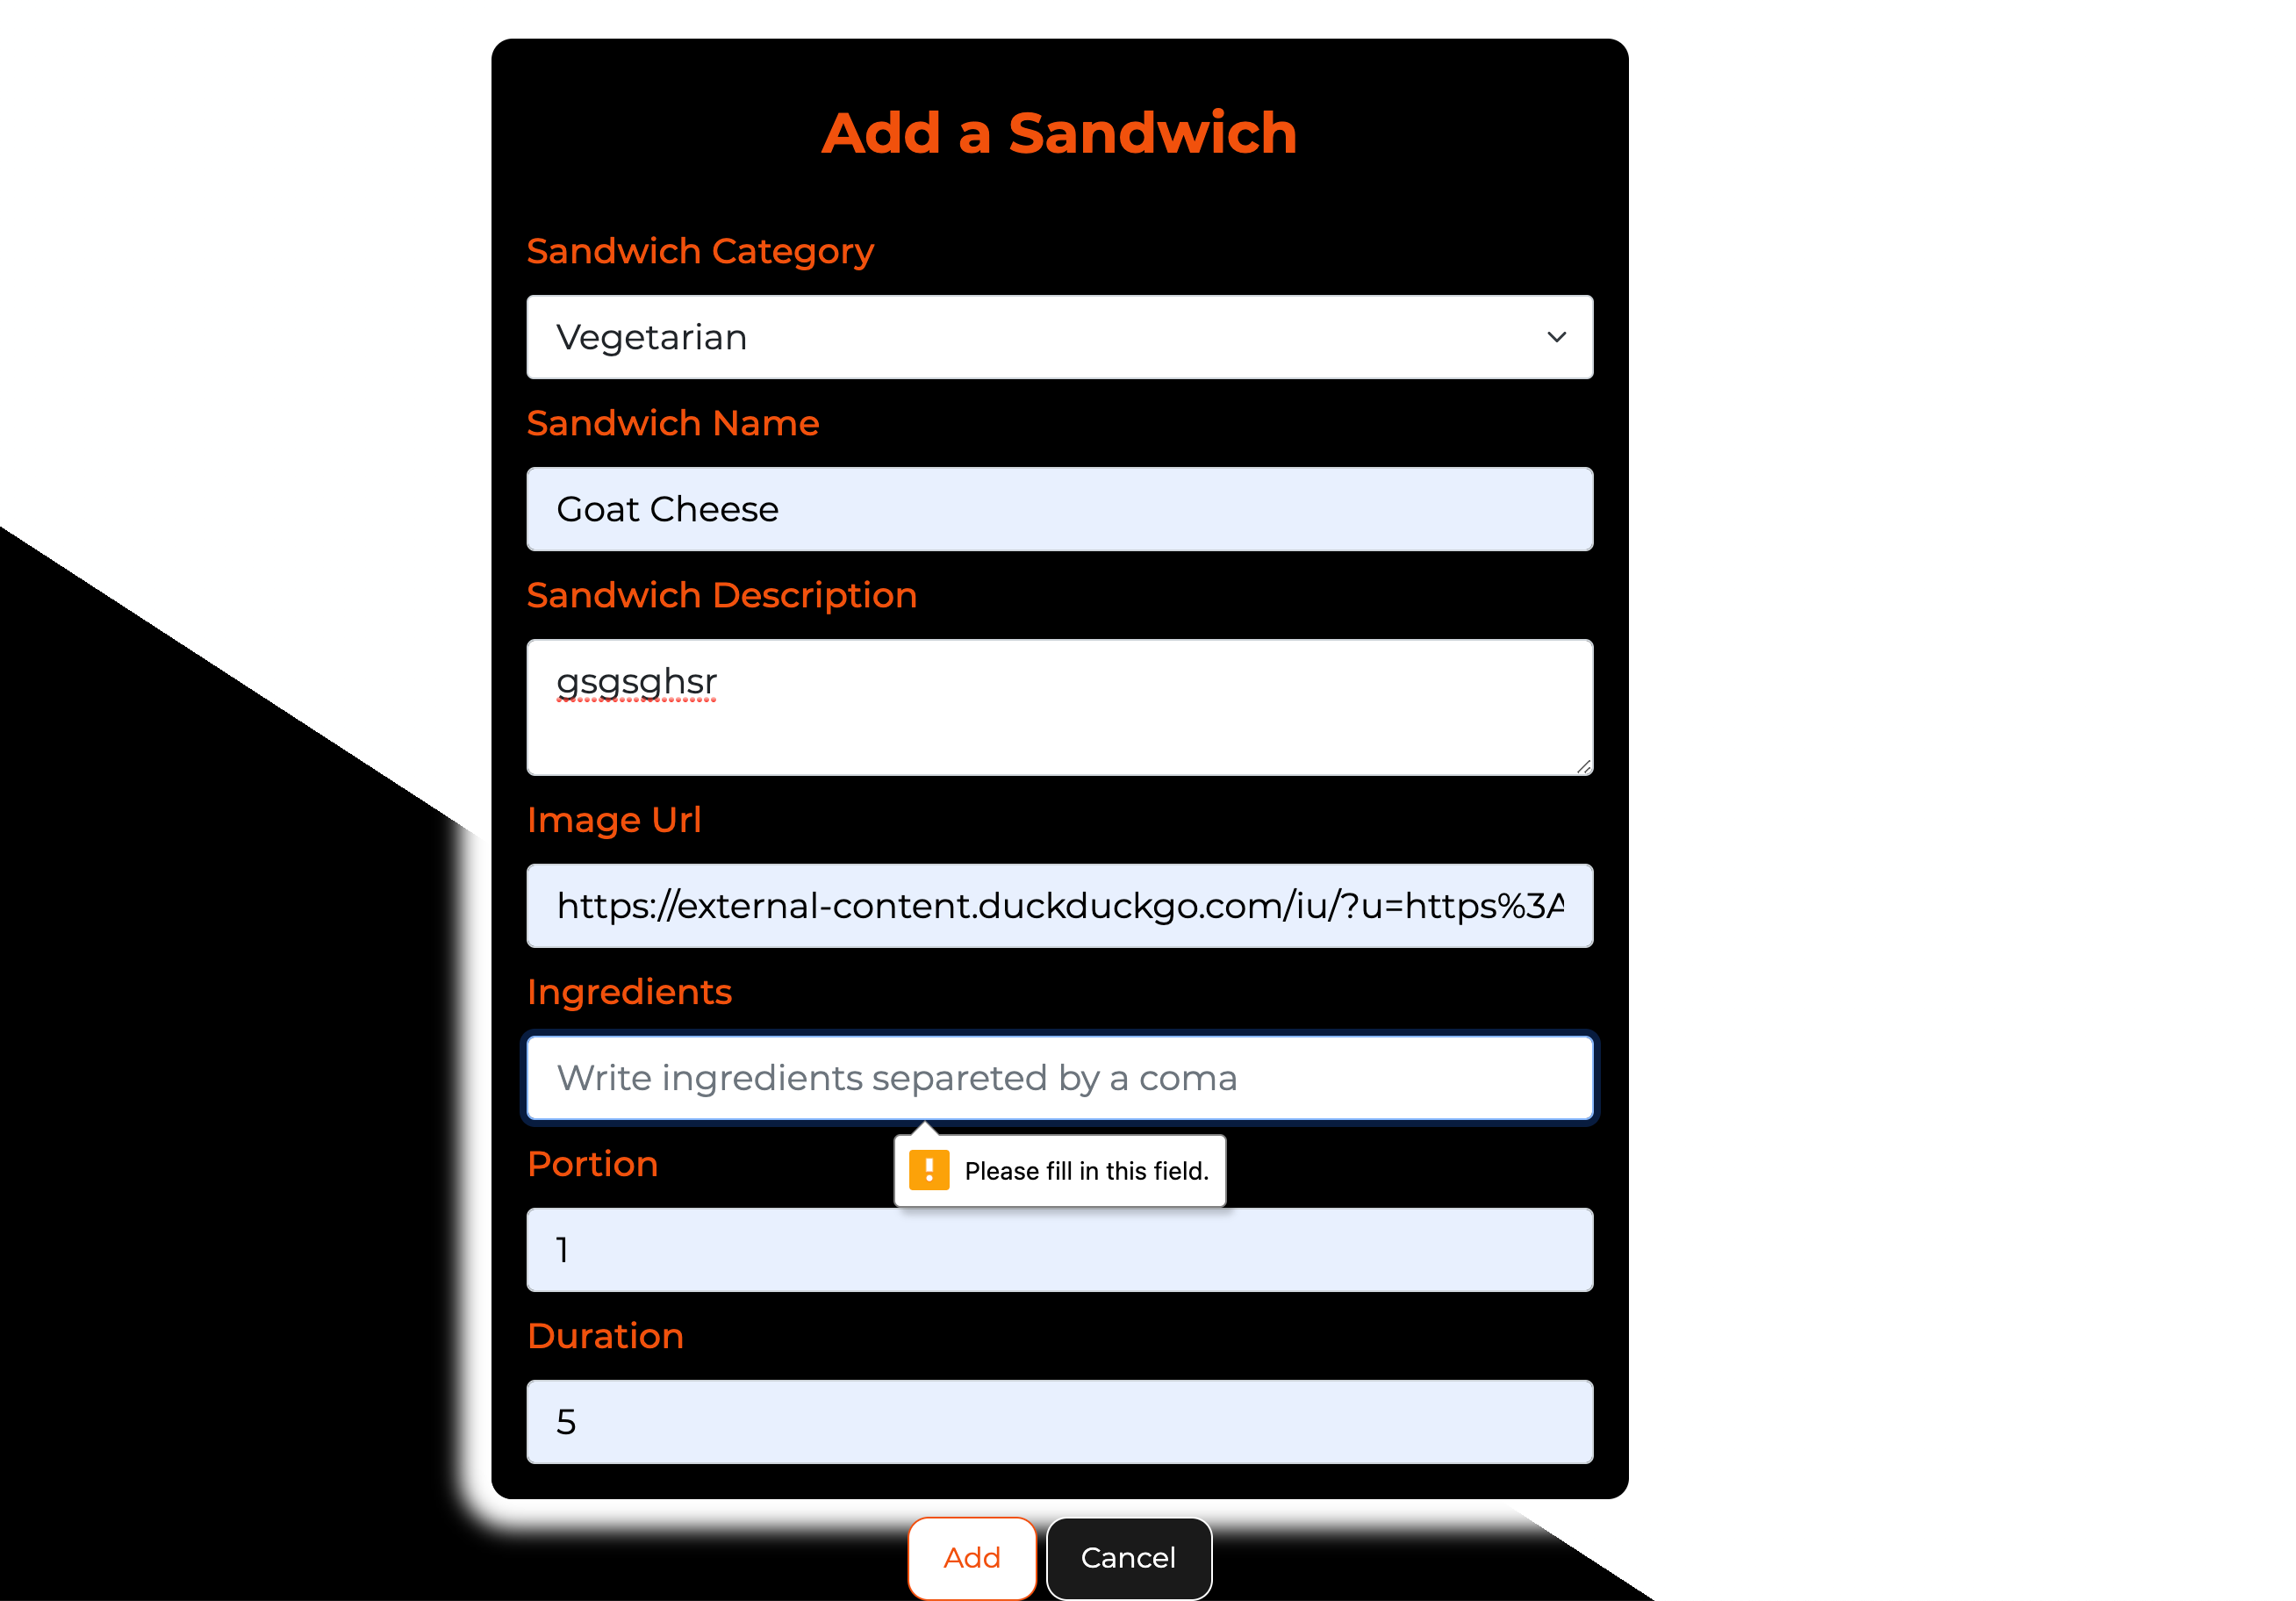 Add a Sandwich
Sandwich Category
Vegetarian
Sandwich Name
Goat Cheese
Sandwich Description
gsgsghsr
Image Url
https://external-content.duckduckgo.com/iu/?u=https%3A
Ingredients
Write ingredients separeted by a coma
Please fill in this field.
Portion
1
Duration
5
Add
Cancel